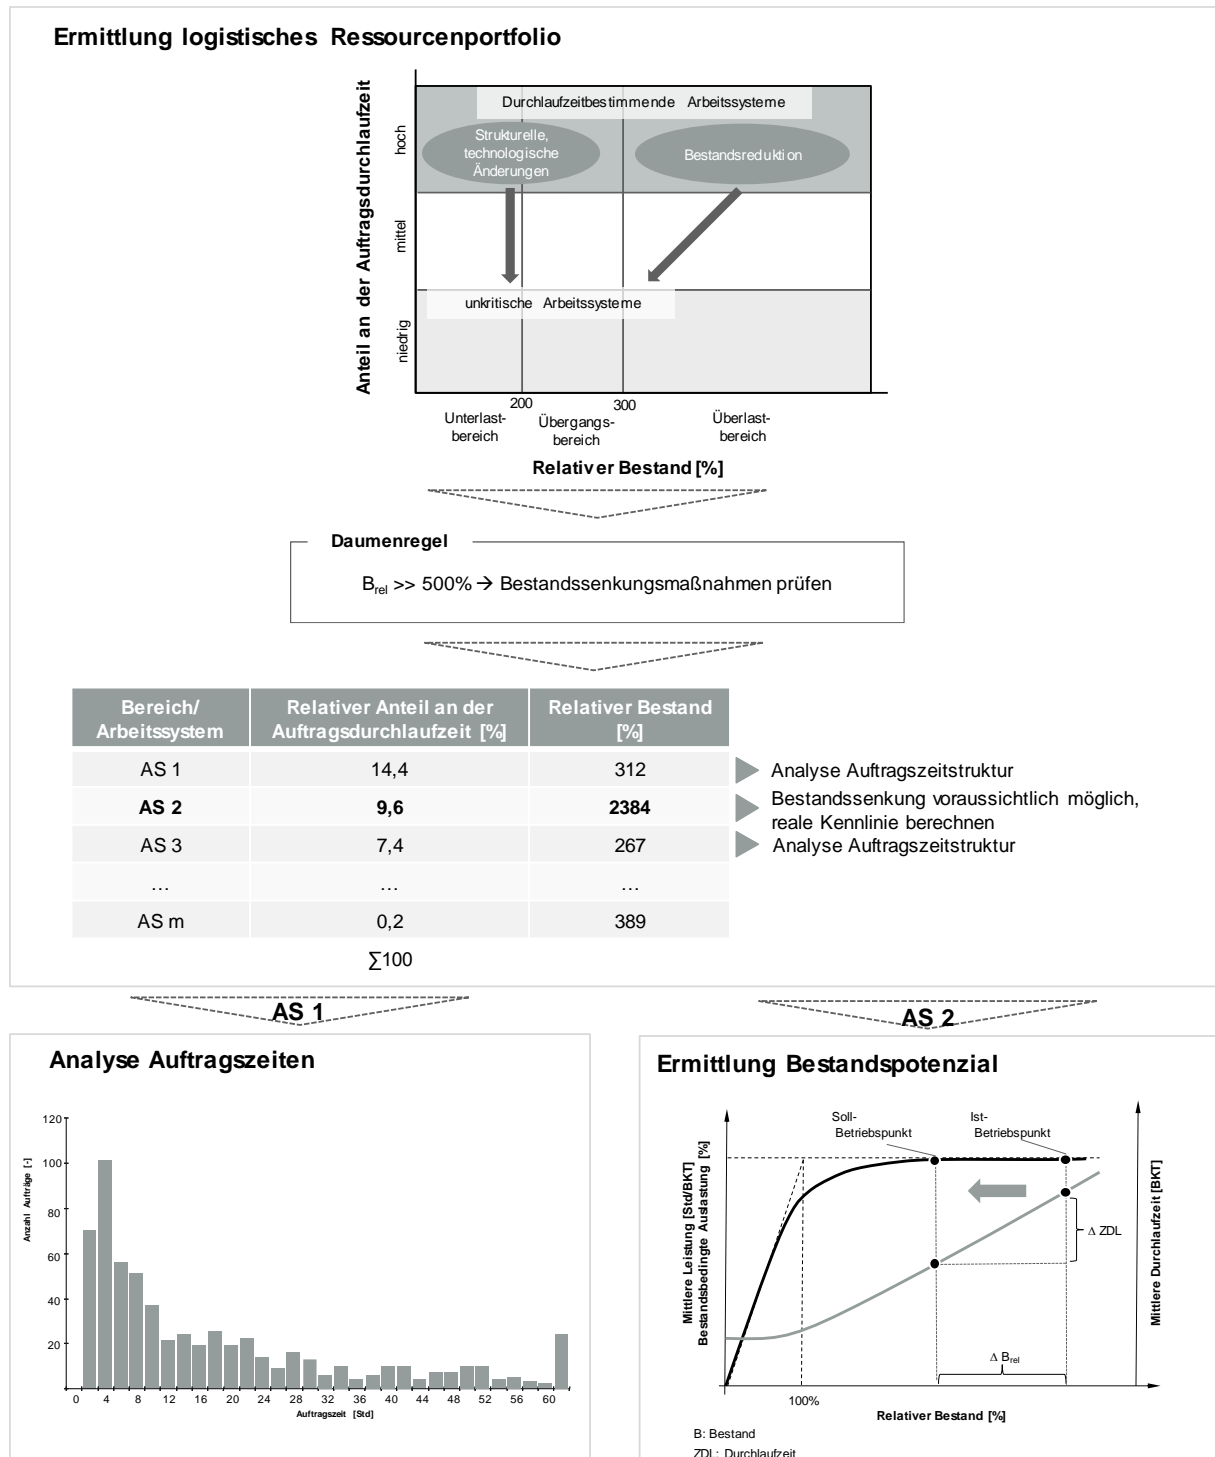 Ermittlung logistisches Ressourcenportfolio
Anteil an der Auftragsdurchlaufzeit
hoch
mittel
niedrig
Durchlaufzeitbestimmende Arbeitssysteme
Strukturelle,
technologische
Änderungen
Bestandsreduktion
unkritische Arbeitssysteme
200
300
Unterlast-
bereich
Übergangs-
bereich
Überlast-
bereich
Relativer Bestand [%]
Daumenregel
Brel >> 500% → Bestandssenkungsmaßnahmen prüfen
Bereich/
Arbeitssystem
Relativer Anteil an der
Auftragsdurchlaufzeit [%]
Relativer Bestand
[%]
AS 1 14,4 312
Analyse Auftragszeitstruktur
AS 2 9,6 2384
Bestandssenkung voraussichtlich möglich,
reale Kennlinie berechnen
AS 3 7,4 267
Analyse Auftragszeitstruktur
… … …
AS m 0,2 389
∑100
AS 1
AS 2
Analyse Auftragszeiten
Anzahl Aufträge [-]
120
100
80
60
40
20
0 4 8 12 16 20 24 28 32 36 40 44 48 52 56 60
Auftragszeit [Std]
Ermittlung Bestandspotenzial
Mittlere Leistung [Std/BKT]
Bestandsbedingte Auslastung [%]
Soll-
Betriebspunkt
Ist-
Betriebspunkt
Δ ZDL
Mittlere Durchlaufzeit [BKT]
Δ Brel
100%
Relativer Bestand [%]
B: Bestand
ZDL: Durchlaufzeit